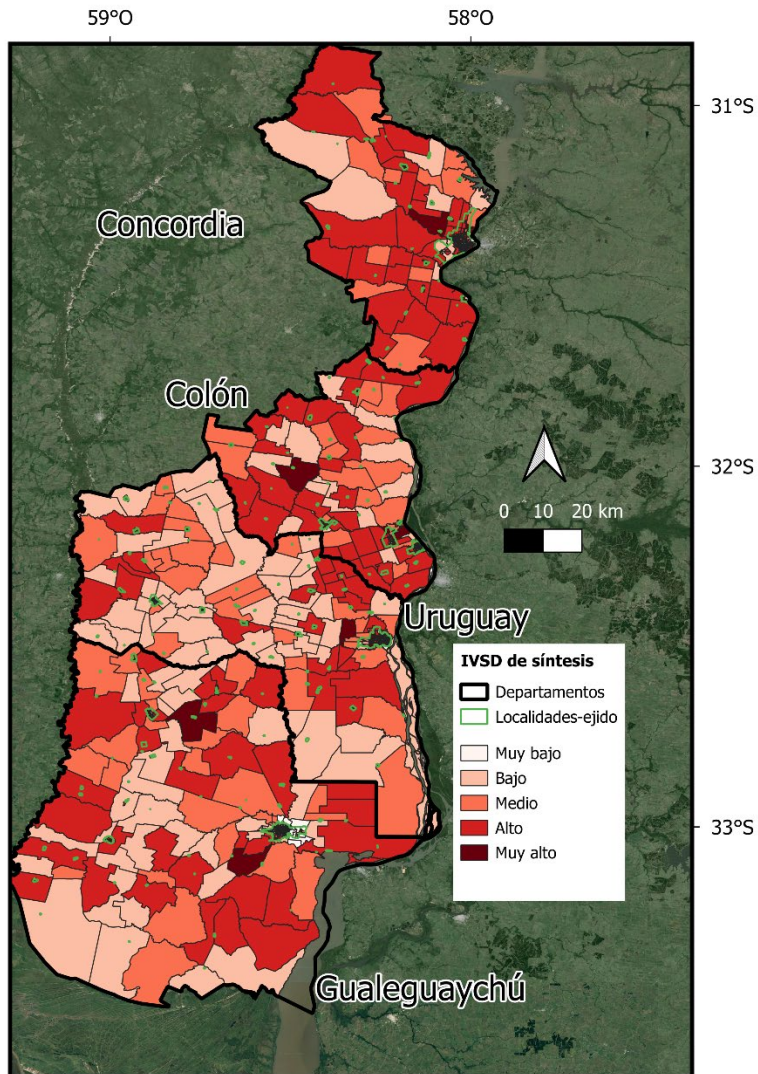 59°O 58°O
31°S
Concordia
Colón
32°S
0 10 20 km
Uruguay
IVSD de síntesis
Departamentos
Localidades-ejido
Muy bajo
Bajo
Medio
Alto
Muy alto
33°S
Gualeguaychú